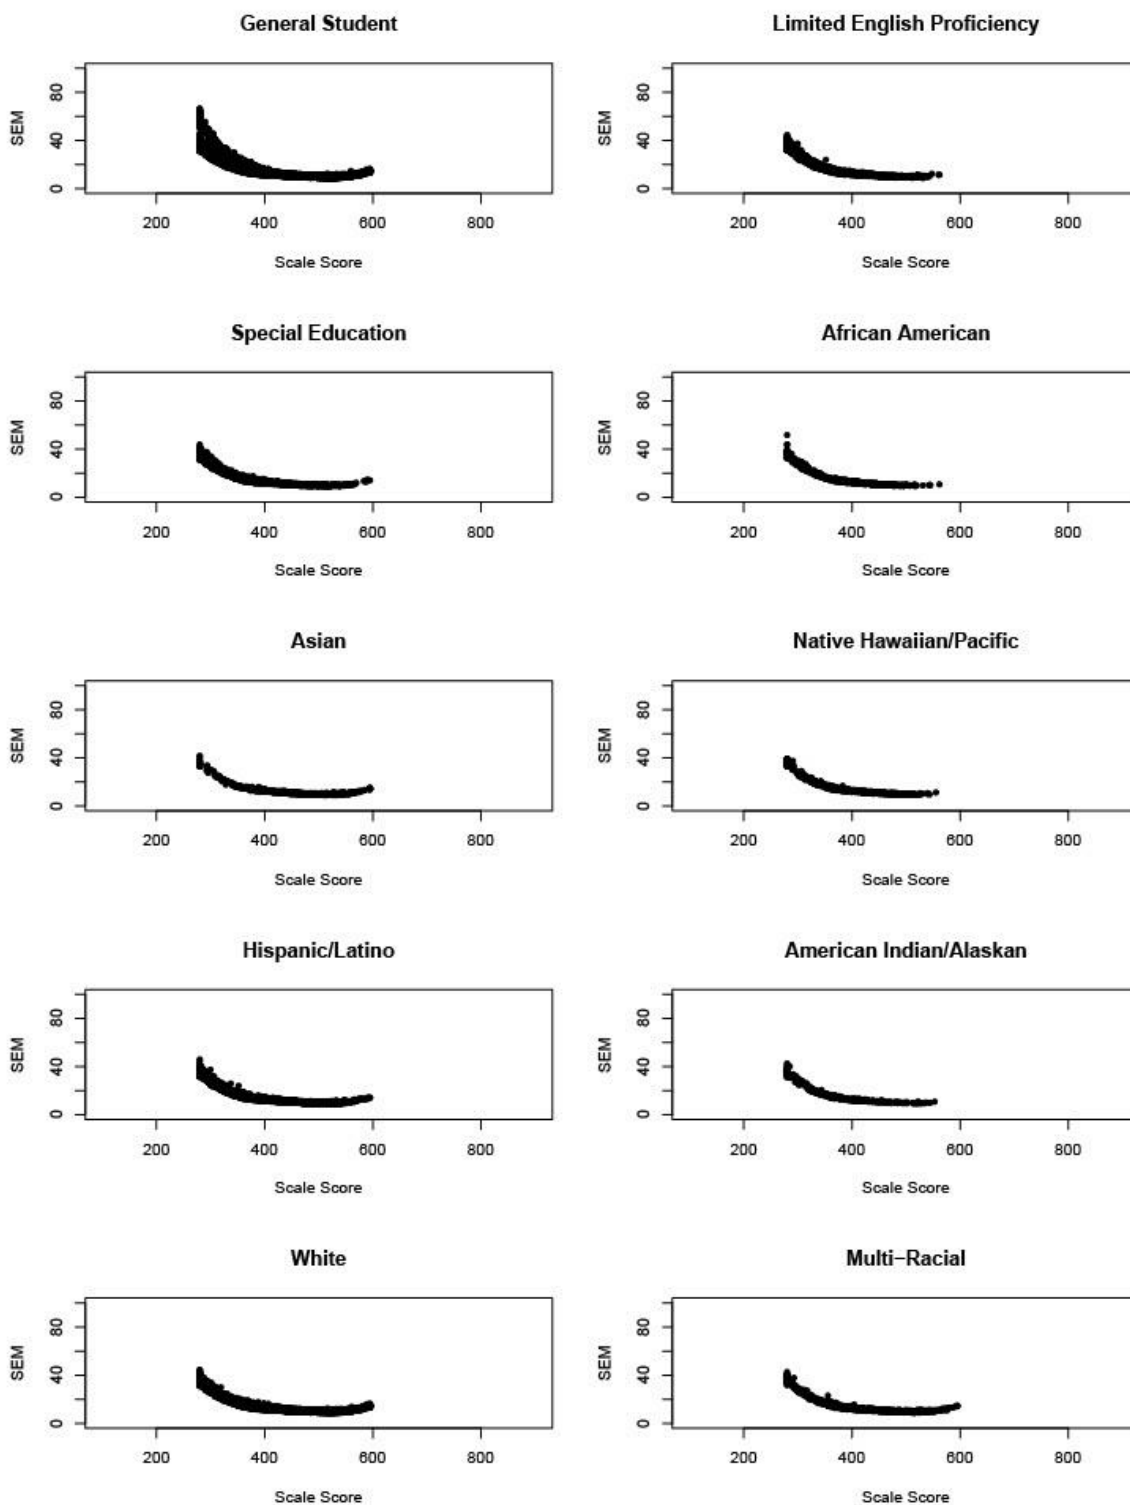 General Student Limited English Proficiency
SEM 0 40 80 SEM 0 40 80
200 400 600 800 200 400 600 800
Scale Score Scale Score
Special Education African American
SEM 0 40 80 SEM 0 40 80
200 400 600 800 200 400 600 800
Scale Score Scale Score
Asian Native Hawaiian/Pacific
SEM 0 40 80 SEM 0 40 80
200 400 600 800 200 400 600 800
Scale Score Scale Score
Hispanic/Latino American Indian/Alaskan
SEM 0 40 80 SEM 0 40 80
200 400 600 800 200 400 600 800
Scale Score Scale Score
White Multi−Racial
SEM 0 40 80 SEM 0 40 80
200 400 600 800 200 400 600 800
Scale Score Scale Score